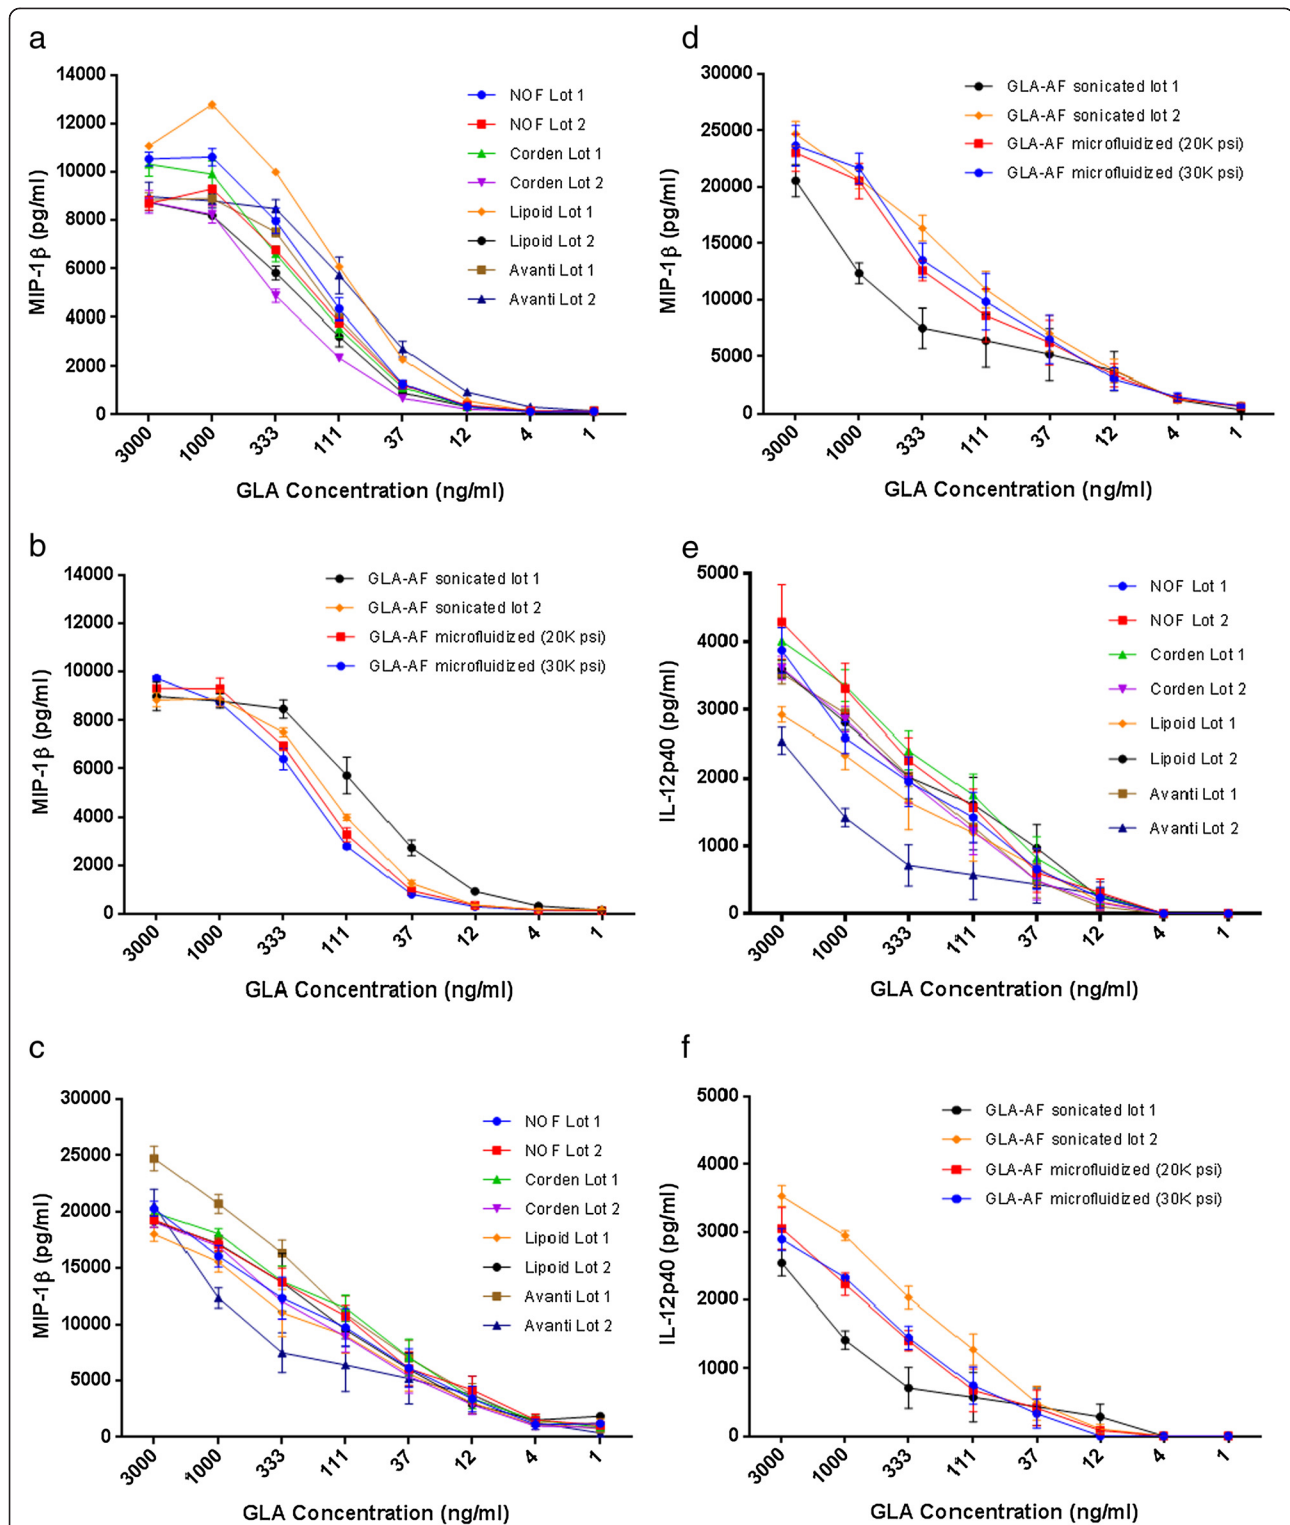 a
14000
12000
10000
8000
6000
4000
2000
0
MIP-1β (pg/ml)
NOF Lot 1
NOF Lot 2
Corden Lot 1
Corden Lot 2
Lipoid Lot 1
Lipoid Lot 2
Avanti Lot 1
Avanti Lot 2
3000 1000 333 111 37 12 4 1
GLA Concentration (ng/ml)
d
30000
25000
20000
15000
10000
5000
0
MIP-1β (pg/ml)
GLA-AF sonicated lot 1
GLA-AF sonicated lot 2
GLA-AF microfluidized (20K psi)
GLA-AF microfluidized (30K psi)
3000 1000 333 111 37 12 4 1
GLA Concentration (ng/ml)
b
14000
12000
10000
8000
6000
4000
2000
0
MIP-1β (pg/ml)
GLA-AF sonicated lot 1
GLA-AF sonicated lot 2
GLA-AF microfluidized (20K psi)
GLA-AF microfluidized (30K psi)
3000 1000 333 111 37 12 4 1
GLA Concentration (ng/ml)
e
5000
4000
3000
2000
1000
0
IL-12p40 (pg/ml)
NOF Lot 1
NOF Lot 2
Corden Lot 1
Corden Lot 2
Lipoid Lot 1
Lipoid Lot 2
Avanti Lot 1
Avanti Lot 2
3000 1000 333 111 37 12 4 1
GLA Concentration (ng/ml)
c
30000
25000
20000
15000
10000
5000
0
MIP-1β (pg/ml)
NOF Lot 1
NOF Lot 2
Corden Lot 1
Corden Lot 2
Lipoid Lot 1
Lipoid Lot 2
Avanti Lot 1
Avanti Lot 2
3000 1000 333 111 37 12 4 1
GLA Concentration (ng/ml)
f
5000
4000
3000
2000
1000
0
IL-12p40 (pg/ml)
GLA-AF sonicated lot 1
GLA-AF sonicated lot 2
GLA-AF microfluidized (20K psi)
GLA-AF microfluidized (30K psi)
3000 1000 333 111 37 12 4 1
GLA Concentration (ng/ml)